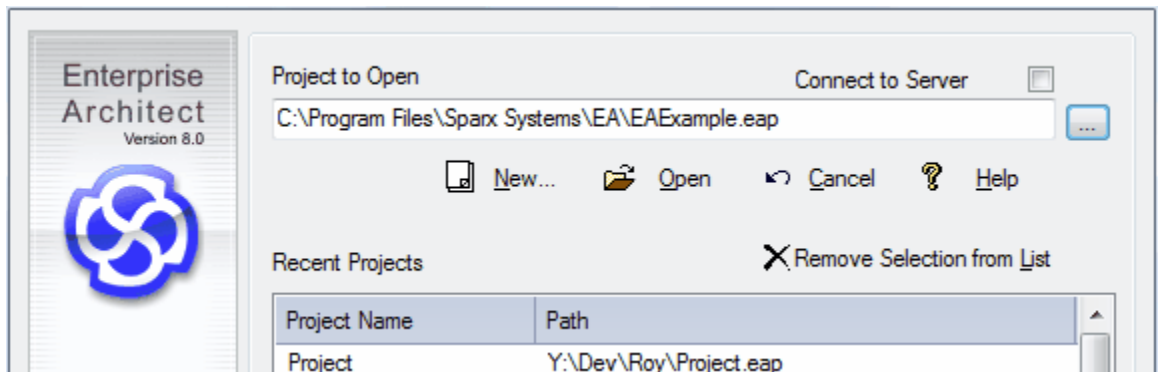 Enterprise
Architect
Version 8.0
Project to Open
Connect to Server
C:\Program Files\Sparx Systems\EA\EAExample.eap
...
New...
Open
Cancel
Help
Recent Projects
Remove Selection from List
Project Name
Path
Project
Y:\Dev\Roy\Project.eap